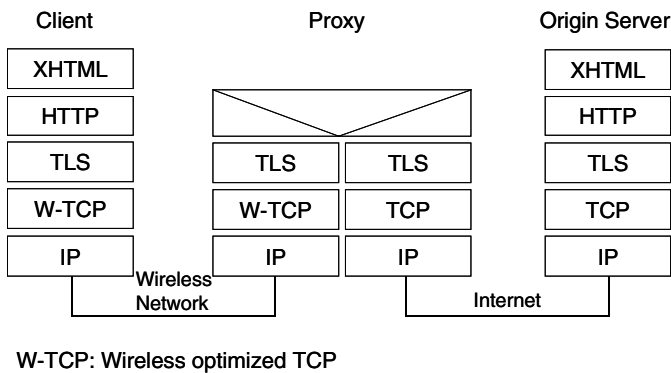 Client Proxy Origin Server
XHTML XHTML
HTTP HTTP
TLS TLS TLS TLS
W-TCP W-TCP TCP TCP
IP IP IP IP
Wireless
Network Internet
W-TCP: Wireless optimized TCP